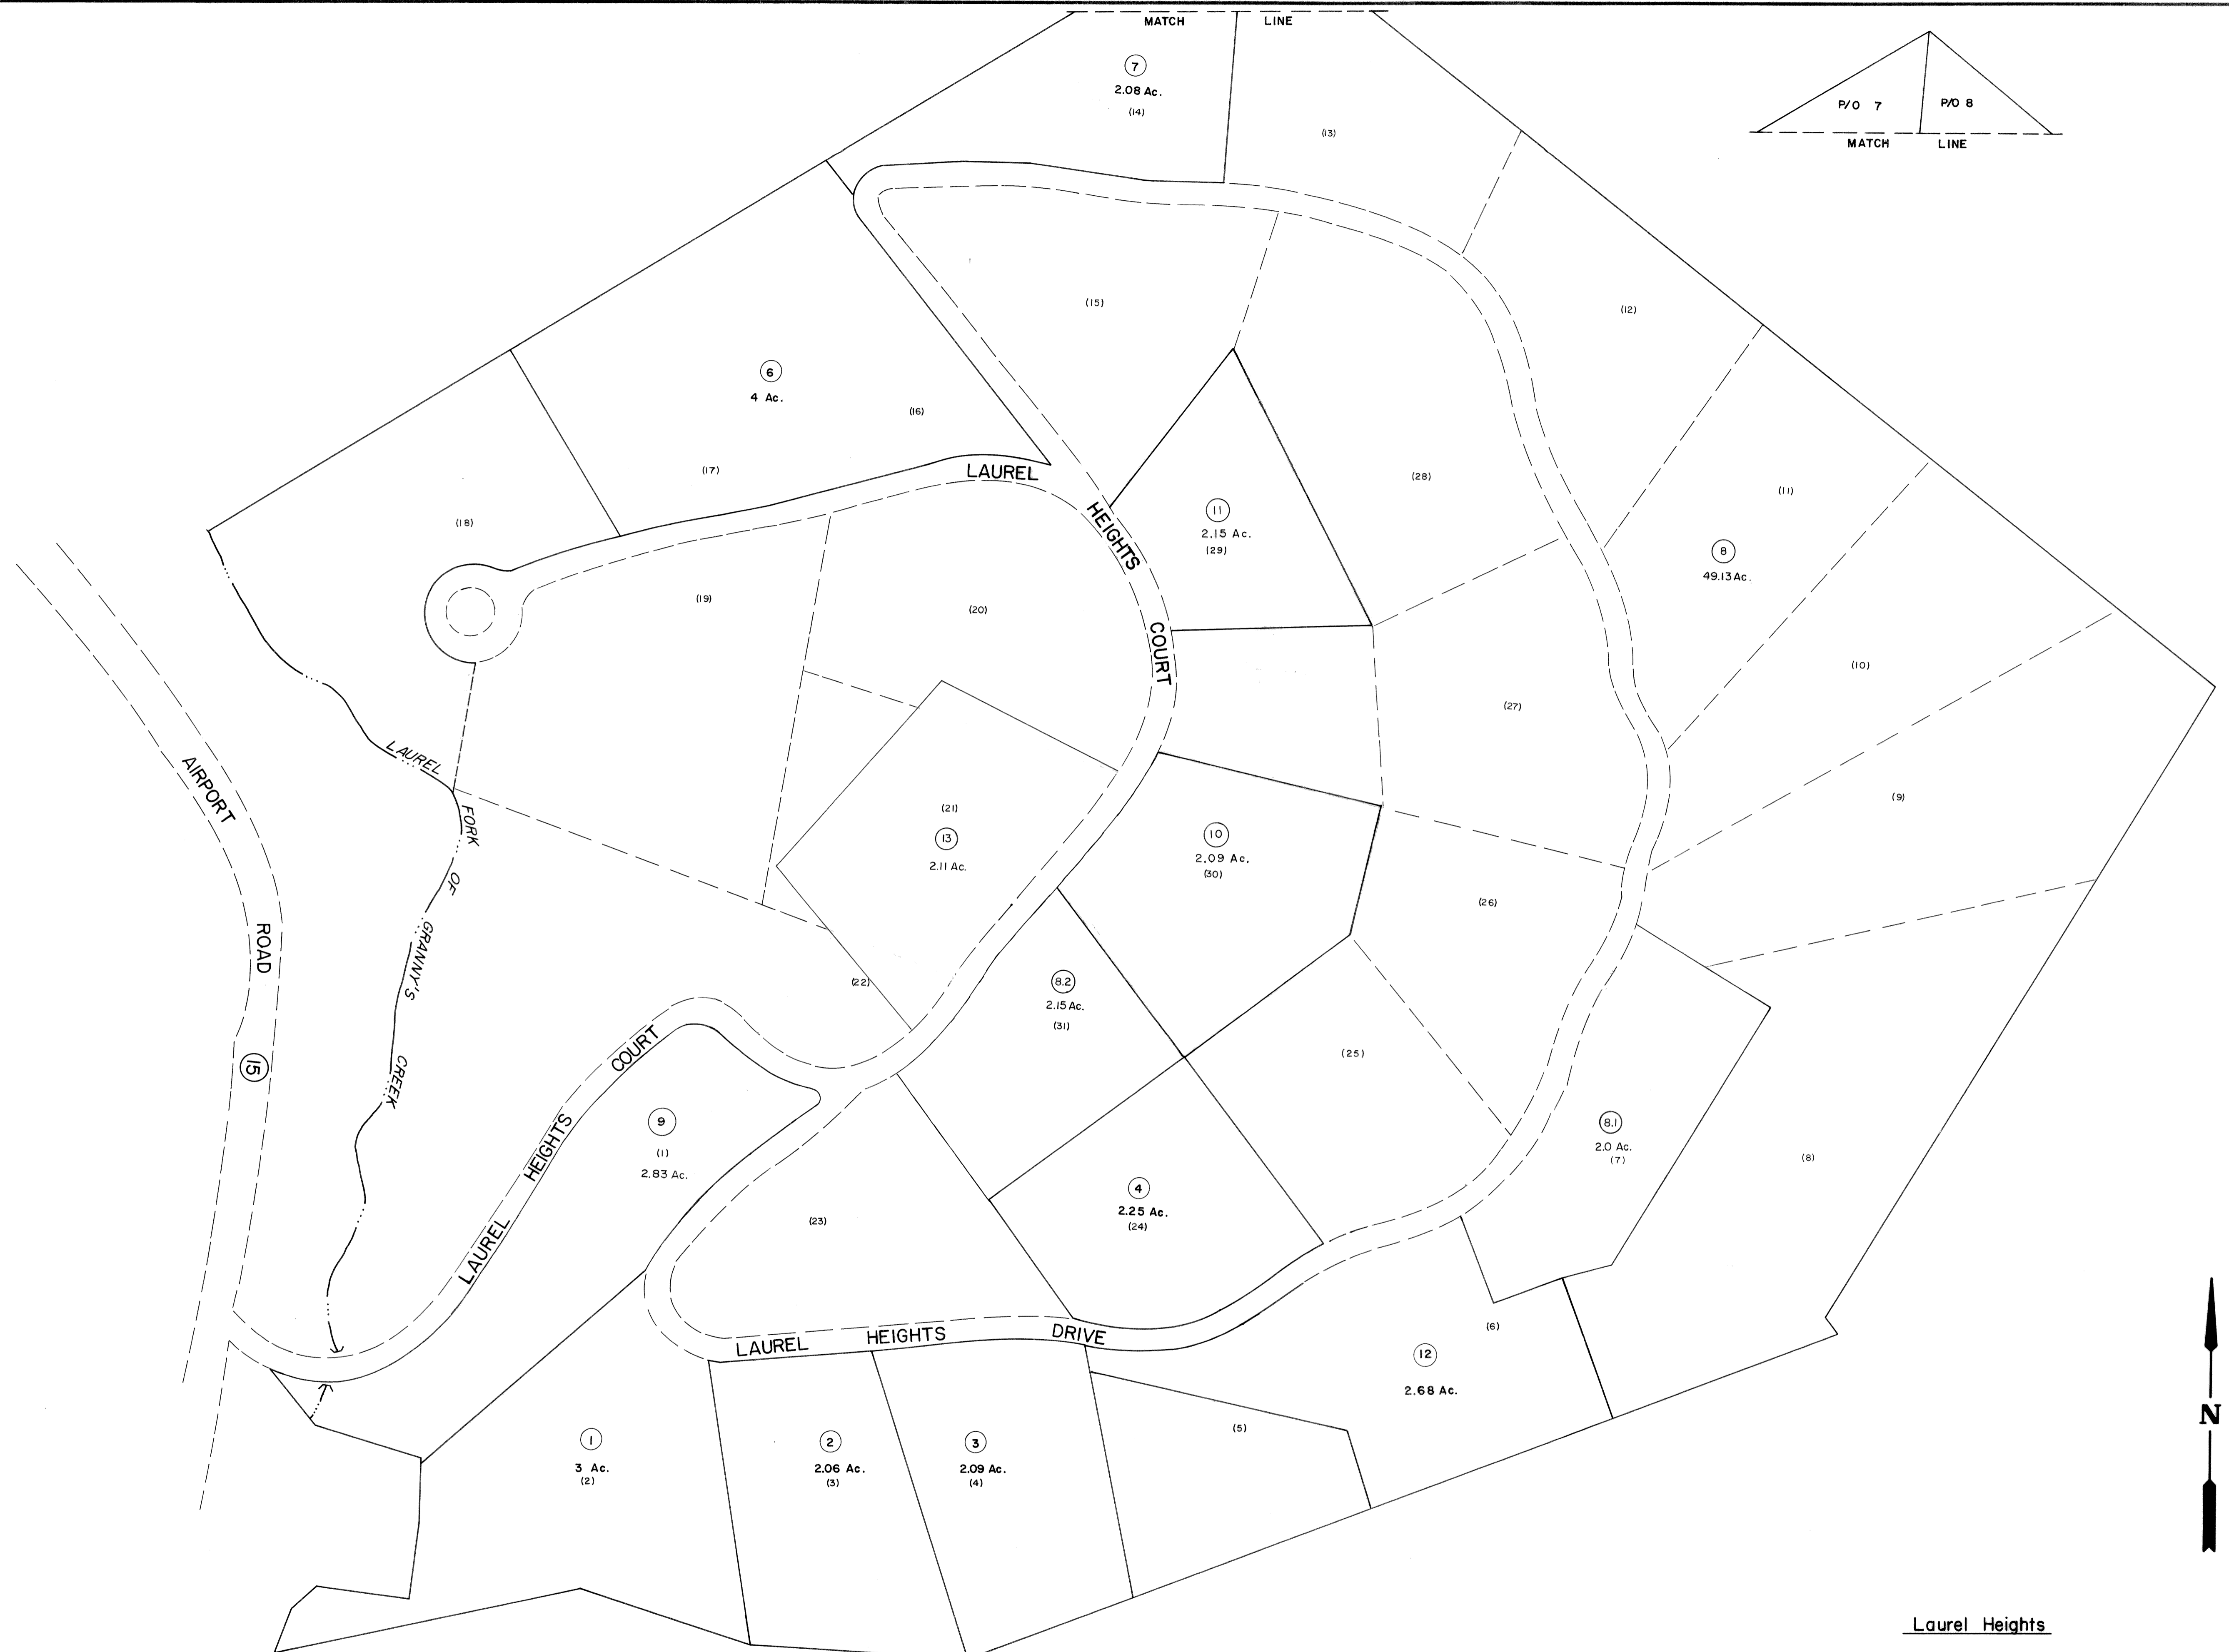 MATCH LINE
7
2.08 Ac.
(14)
(13)
P/O 7
P/O 8
MATCH LINE
(15)
(12)
6
4 Ac.
(16)
(17)
(18)
LAUREL HEIGHTS COURT
11
2.15 Ac.
(29)
(28)
(11)
8
49.13 Ac.
(10)
(9)
(19)
(20)
(27)
(21)
13
2.11 Ac.
10
2.09 Ac.
(30)
(26)
AIRPORT ROAD
15
LAUREL FORK OF GRANNY'S CREEK
(22)
8.2
2.15 Ac.
(31)
(25)
LAUREL HEIGHTS COURT
9
(1)
2.83 Ac.
8.1
2.0 Ac.
(7)
(8)
4
2.25 Ac.
(24)
(23)
LAUREL HEIGHTS DRIVE
(6)
12
2.68 Ac.
(5)
1
3 Ac.
(2)
2
2.06 Ac.
(3)
3
2.09 Ac.
(4)
N
Laurel Heights